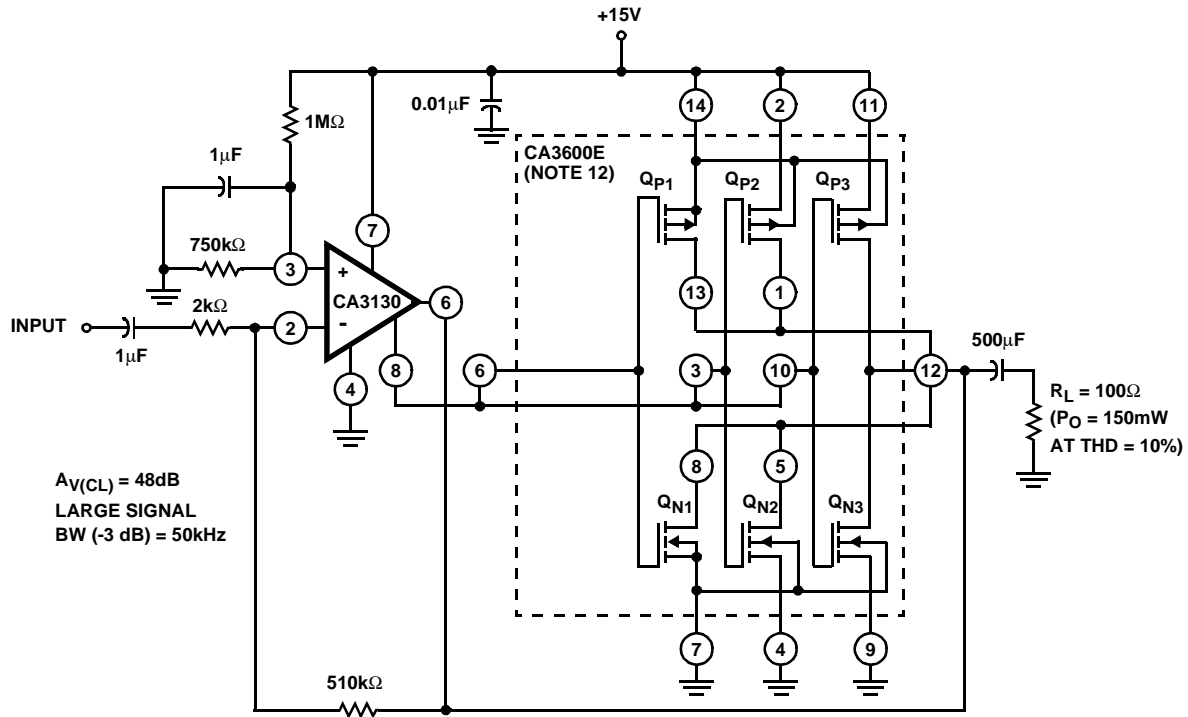 +15V
0.01μF
14
2
11
1MΩ
CA3600E
(NOTE 12)
1μF
QP1
QP2
QP3
7
750kΩ
3
+
CA3130
6
13
1
2kΩ
INPUT
2
-
1μF
500μF
4
8
6
3
10
12
RL = 100Ω
(PO = 150mW
AT THD = 10%)
8
5
AV(CL) = 48dB
LARGE SIGNAL
BW (-3 dB) = 50kHz
QN1
QN2
QN3
7
4
9
510kΩ